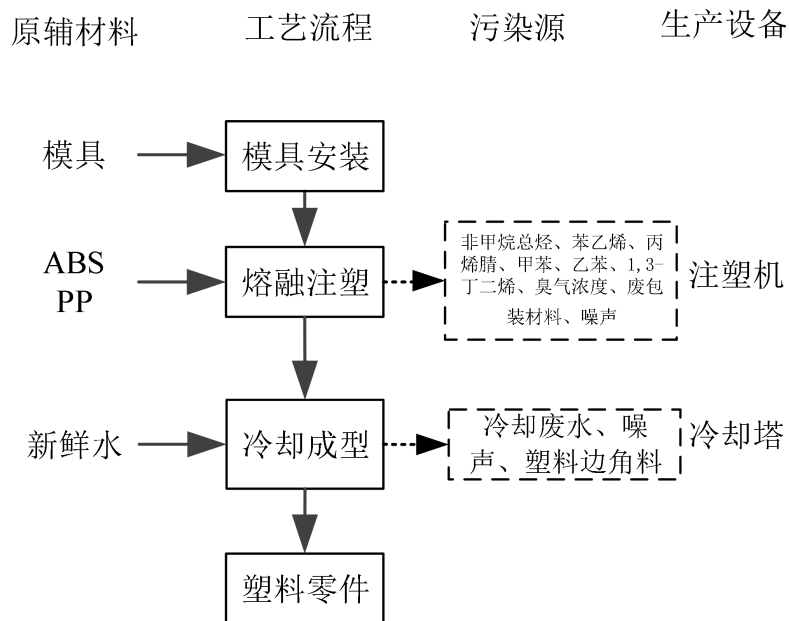 原辅材料 工艺流程 污染源 生产设备
模具 模具安装
ABS
PP
熔融注塑
非甲烷总烃、苯乙烯、丙
烯腈、甲苯、乙苯、1,3-
丁二烯、臭气浓度、废包
装材料、噪声
注塑机
新鲜水 冷却成型
冷却废水、噪
声、塑料边角料
冷却塔
塑料零件